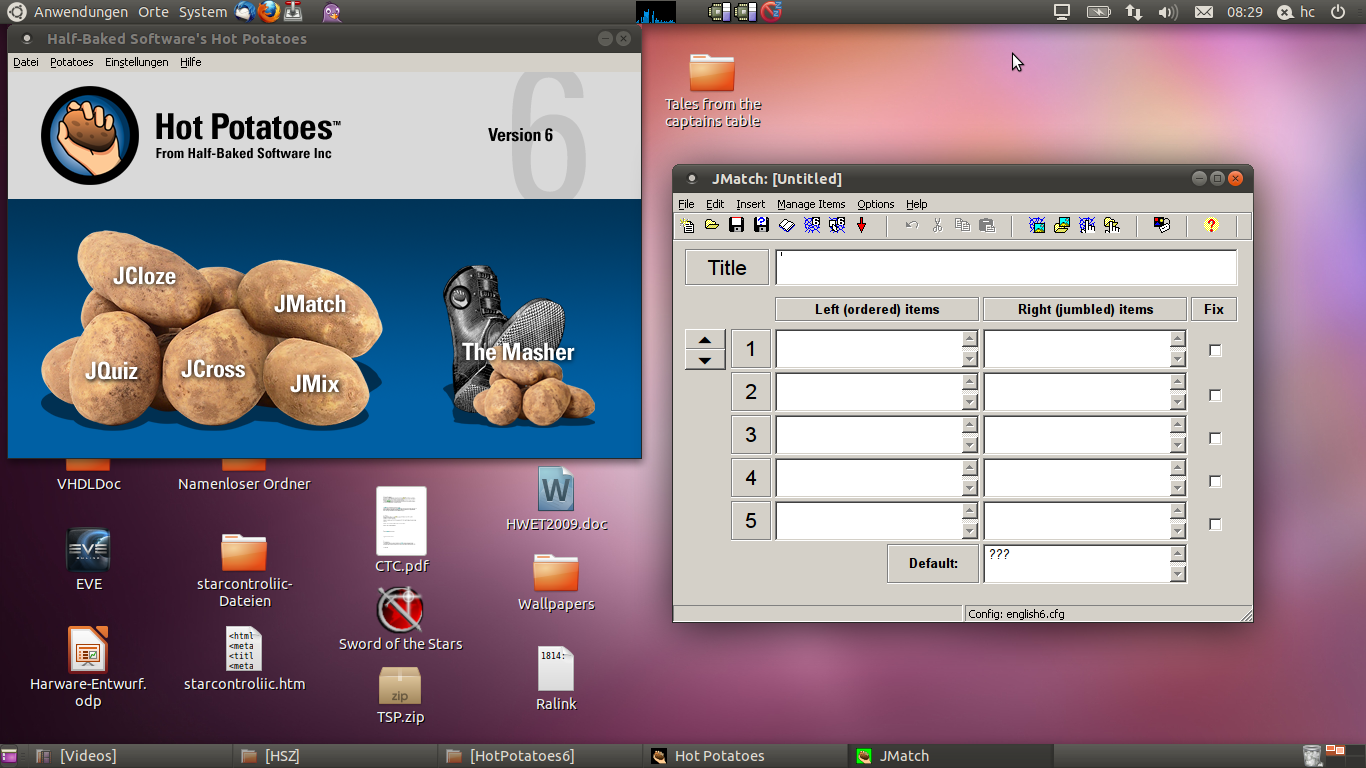 Anwendungen Orte System 08:29 hc
Half-Baked Software's Hot Potatoes
Datei Potatoes Einstellungen Hilfe
6
Hot Potatoes™
From Half-Baked Software Inc
Version 6
JCloze
JMatch
JQuiz
JCross
JMix
The Masher
Tales from the
captains table
JMatch: [Untitled]
File Edit Insert Manage Items Options Help
Title
Left (ordered) items Right (jumbled) items Fix
1
2
3
4
5
Default: ???
Config: english6.cfg
VHDLDoc
Namenloser Ordner
W
HWET2009.doc
CTC.pdf
EVE
EVE
starcontroliic-
Dateien
Wallpapers
Sword of the Stars
<html
<meta
<titl
<meta
1814:
Harware-Entwurf.
odp
starcontroliic.htm
zip
TSP.zip
Ralink
[Videos] [HSZ] [HotPotatoes6] Hot Potatoes JMatch